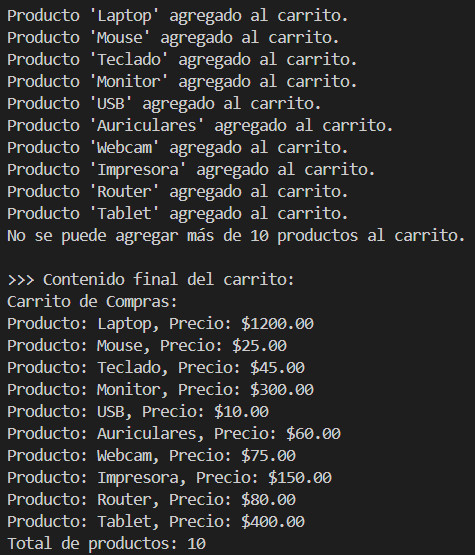 Producto 'Laptop' agregado al carrito.
Producto 'Mouse' agregado al carrito.
Producto 'Teclado' agregado al carrito.
Producto 'Monitor' agregado al carrito.
Producto 'USB' agregado al carrito.
Producto 'Auriculares' agregado al carrito.
Producto 'Webcam' agregado al carrito.
Producto 'Impresora' agregado al carrito.
Producto 'Router' agregado al carrito.
Producto 'Tablet' agregado al carrito.
No se puede agregar más de 10 productos al carrito.

>>> Contenido final del carrito:
Carrito de Compras:
Producto: Laptop, Precio: $1200.00
Producto: Mouse, Precio: $25.00
Producto: Teclado, Precio: $45.00
Producto: Monitor, Precio: $300.00
Producto: USB, Precio: $10.00
Producto: Auriculares, Precio: $60.00
Producto: Webcam, Precio: $75.00
Producto: Impresora, Precio: $150.00
Producto: Router, Precio: $80.00
Producto: Tablet, Precio: $400.00
Total de productos: 10